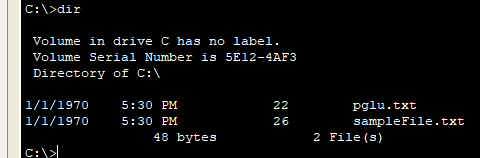 C:\>dir
Volume in drive C has no label.
Volume Serial Number is 5E12-4AF3
Directory of C:\
1/1/1970 5:30 PM 22 pglu.txt
1/1/1970 5:30 PM 26 sampleFile.txt
48 bytes 2 File(s)
C:\>